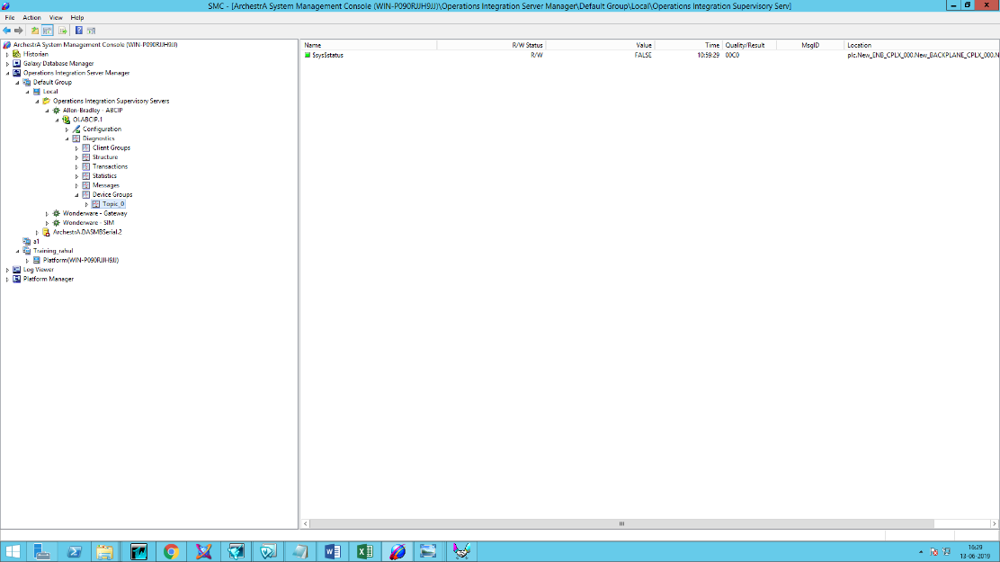 SMC - [ArchestrA System Management Console (WIN-P090RJJH9JJ)\Operations Integration Server Manager\Default Group\Local\Operations Integration Supervisory Serv]
File Action View Help
ArchestrA System Management Console (WIN-P090RJJH9JJ)
Historian
Galaxy Database Manager
Operations Integration Server Manager
Default Group
Local
Operations Integration Supervisory Servers
Allen-Bradley - ABCIP
OI.ABCIP.1
Configuration
Diagnostics
Client Groups
Structure
Transactions
Statistics
Messages
Device Groups
Topic_0
Wonderware - Gateway
Wonderware - SIM
ArchestrA.DASMBSerial.2
a1
Training_rahul
Platform(WIN-P090RJJH9JJ)
Log Viewer
Platform Manager
Name R/W Status Value Time Quality/Result MsgID Location
$sys$status R/W FALSE 10:59:29 00C0 plc.New_ENB_CPLX_000.New_BACKPLANE_CPLX_000.N
16:29
13-06-2019